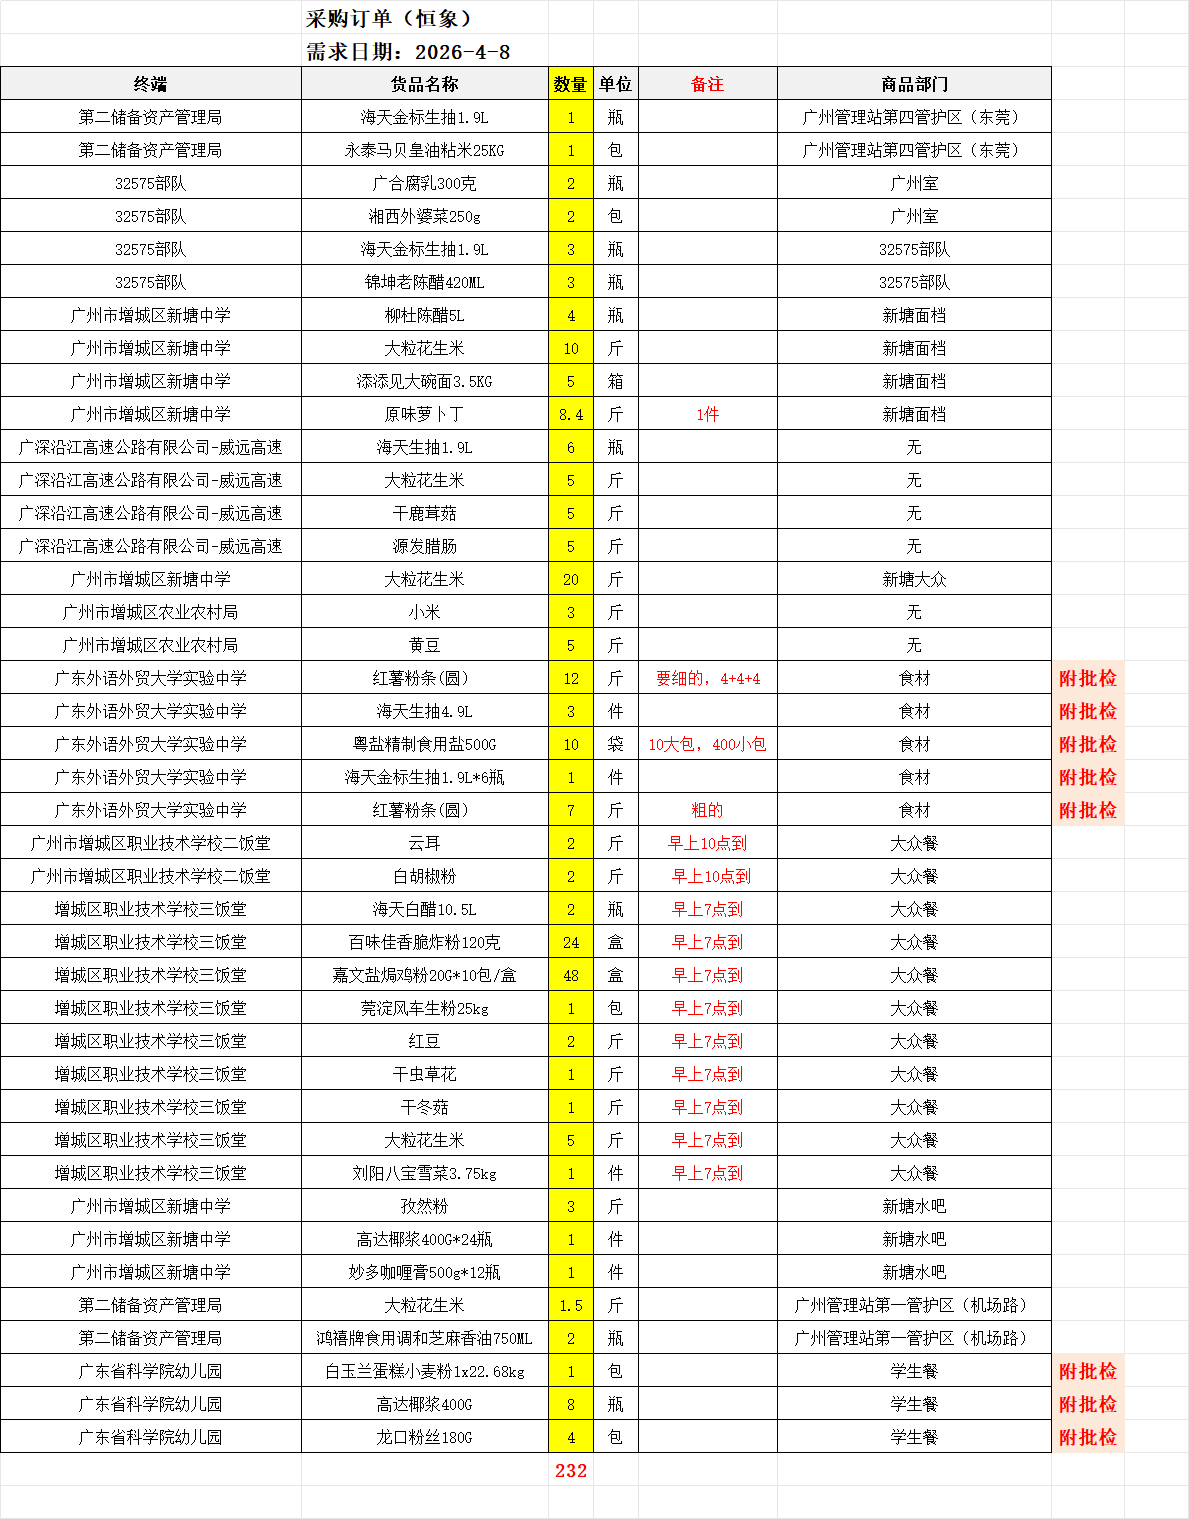 采购订单（恒象）
需求日期：2026-4-8
终端 货品名称 数量 单位 备注 商品部门
第二储备资产管理局 海天金标生抽1.9L 1 瓶 广州管理站第四管护区（东莞）
第二储备资产管理局 永泰马贝皇油粘米25KG 1 包 广州管理站第四管护区（东莞）
32575部队 广合腐乳300克 2 瓶 广州室
32575部队 湘西外婆菜250g 2 包 广州室
32575部队 海天金标生抽1.9L 3 瓶 32575部队
32575部队 锦坤老陈醋420ML 3 瓶 32575部队
广州市增城区新塘中学 柳杜陈醋5L 4 瓶 新塘面档
广州市增城区新塘中学 大粒花生米 10 斤 新塘面档
广州市增城区新塘中学 添添见大碗面3.5KG 5 箱 新塘面档
广州市增城区新塘中学 原味萝卜丁 8.4 斤 1件 新塘面档
广深沿江高速公路有限公司-威远高速 海天生抽1.9L 6 瓶 无
广深沿江高速公路有限公司-威远高速 大粒花生米 5 斤 无
广深沿江高速公路有限公司-威远高速 干鹿茸菇 5 斤 无
广深沿江高速公路有限公司-威远高速 源发腊肠 5 斤 无
广州市增城区新塘中学 大粒花生米 20 斤 新塘大众
广州市增城区农业农村局 小米 3 斤 无
广州市增城区农业农村局 黄豆 5 斤 无
广东外语外贸大学实验中学 红薯粉条(圆) 12 斤 要细的，4+4+4 食材 附批检
广东外语外贸大学实验中学 海天生抽4.9L 3 件 食材 附批检
广东外语外贸大学实验中学 粤盐精制食用盐500G 10 袋 10大包，400小包 食材 附批检
广东外语外贸大学实验中学 海天金标生抽1.9L*6瓶 1 件 食材 附批检
广东外语外贸大学实验中学 红薯粉条(圆) 7 斤 粗的 食材 附批检
广州市增城区职业技术学校二饭堂 云耳 2 斤 早上10点到 大众餐
广州市增城区职业技术学校二饭堂 白胡椒粉 2 斤 早上10点到 大众餐
增城区职业技术学校三饭堂 海天白醋10.5L 2 瓶 早上7点到 大众餐
增城区职业技术学校三饭堂 百味佳香脆炸粉120克 24 盒 早上7点到 大众餐
增城区职业技术学校三饭堂 嘉文盐焗鸡粉20G*10包/盒 48 盒 早上7点到 大众餐
增城区职业技术学校三饭堂 莞淀风车生粉25kg 1 包 早上7点到 大众餐
增城区职业技术学校三饭堂 红豆 2 斤 早上7点到 大众餐
增城区职业技术学校三饭堂 干虫草花 1 斤 早上7点到 大众餐
增城区职业技术学校三饭堂 干冬菇 1 斤 早上7点到 大众餐
增城区职业技术学校三饭堂 大粒花生米 5 斤 早上7点到 大众餐
增城区职业技术学校三饭堂 刘阳八宝雪菜3.75kg 1 件 早上7点到 大众餐
广州市增城区新塘中学 孜然粉 3 斤 新塘水吧
广州市增城区新塘中学 高达椰浆400G*24瓶 1 件 新塘水吧
广州市增城区新塘中学 妙多咖喱膏500g*12瓶 1 件 新塘水吧
第二储备资产管理局 大粒花生米 1.5 斤 广州管理站第一管护区（机场路）
第二储备资产管理局 鸿禧牌食用调和芝麻香油750ML 2 瓶 广州管理站第一管护区（机场路）
广东省科学院幼儿园 白玉兰蛋糕小麦粉1x22.68kg 1 包 学生餐 附批检
广东省科学院幼儿园 高达椰浆400G 8 瓶 学生餐 附批检
广东省科学院幼儿园 龙口粉丝180G 4 包 学生餐 附批检
232